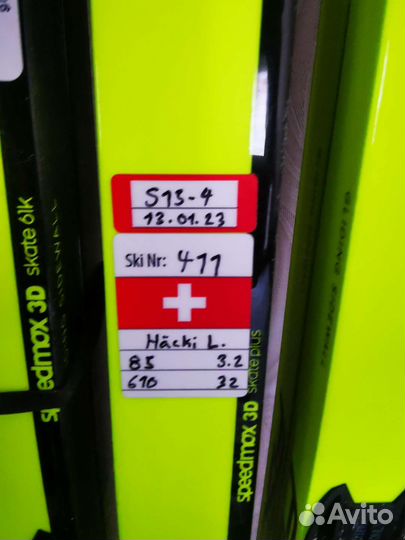 S13-4
13.01.23
Ski Nr: 411
Häcki L.
85 3.2
610 32
speedmax 3D skate 61k
speedmax 3D skate plus
Avito